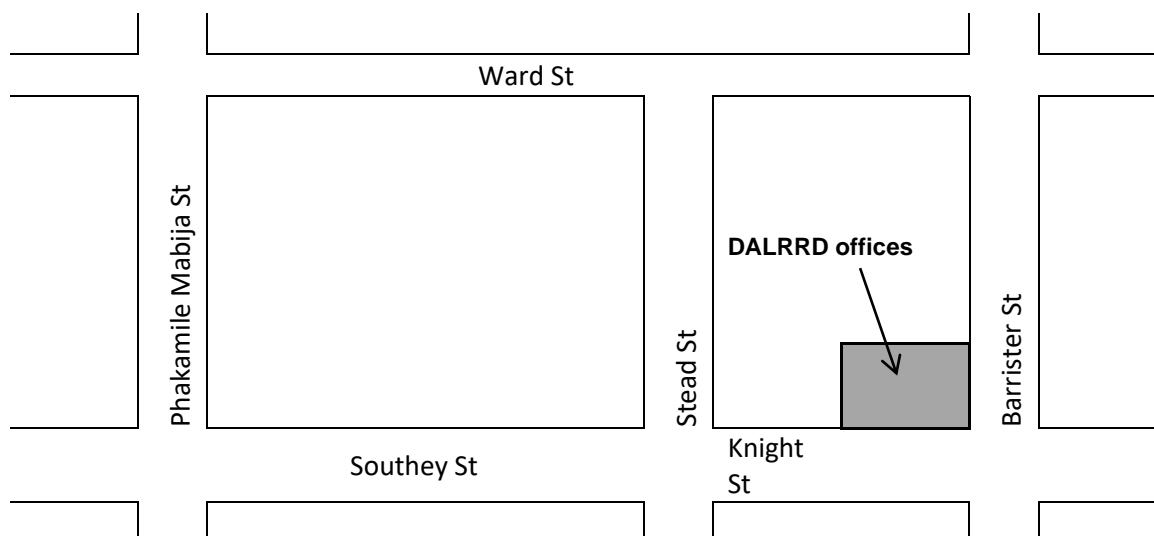 Ward St
Phakamile Mabija St
DALRRD offices
Stead St
Barrister St
Knight
St
Southey St